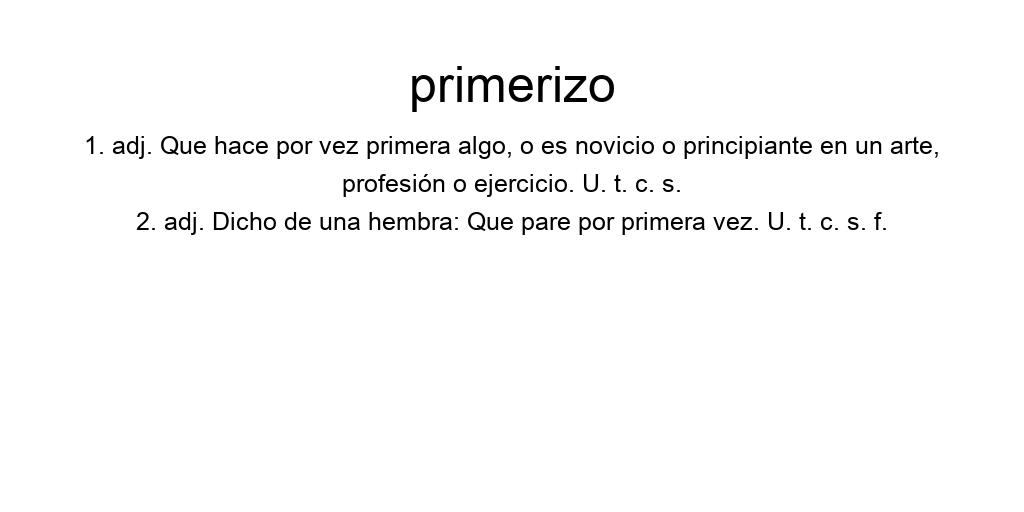 primerizo
1. adj. Que hace por vez primera algo, o es novicio o principiante en un arte,
profesión o ejercicio. U. t. c. s.
2. adj. Dicho de una hembra: Que pare por primera vez. U. t. c. s. f.